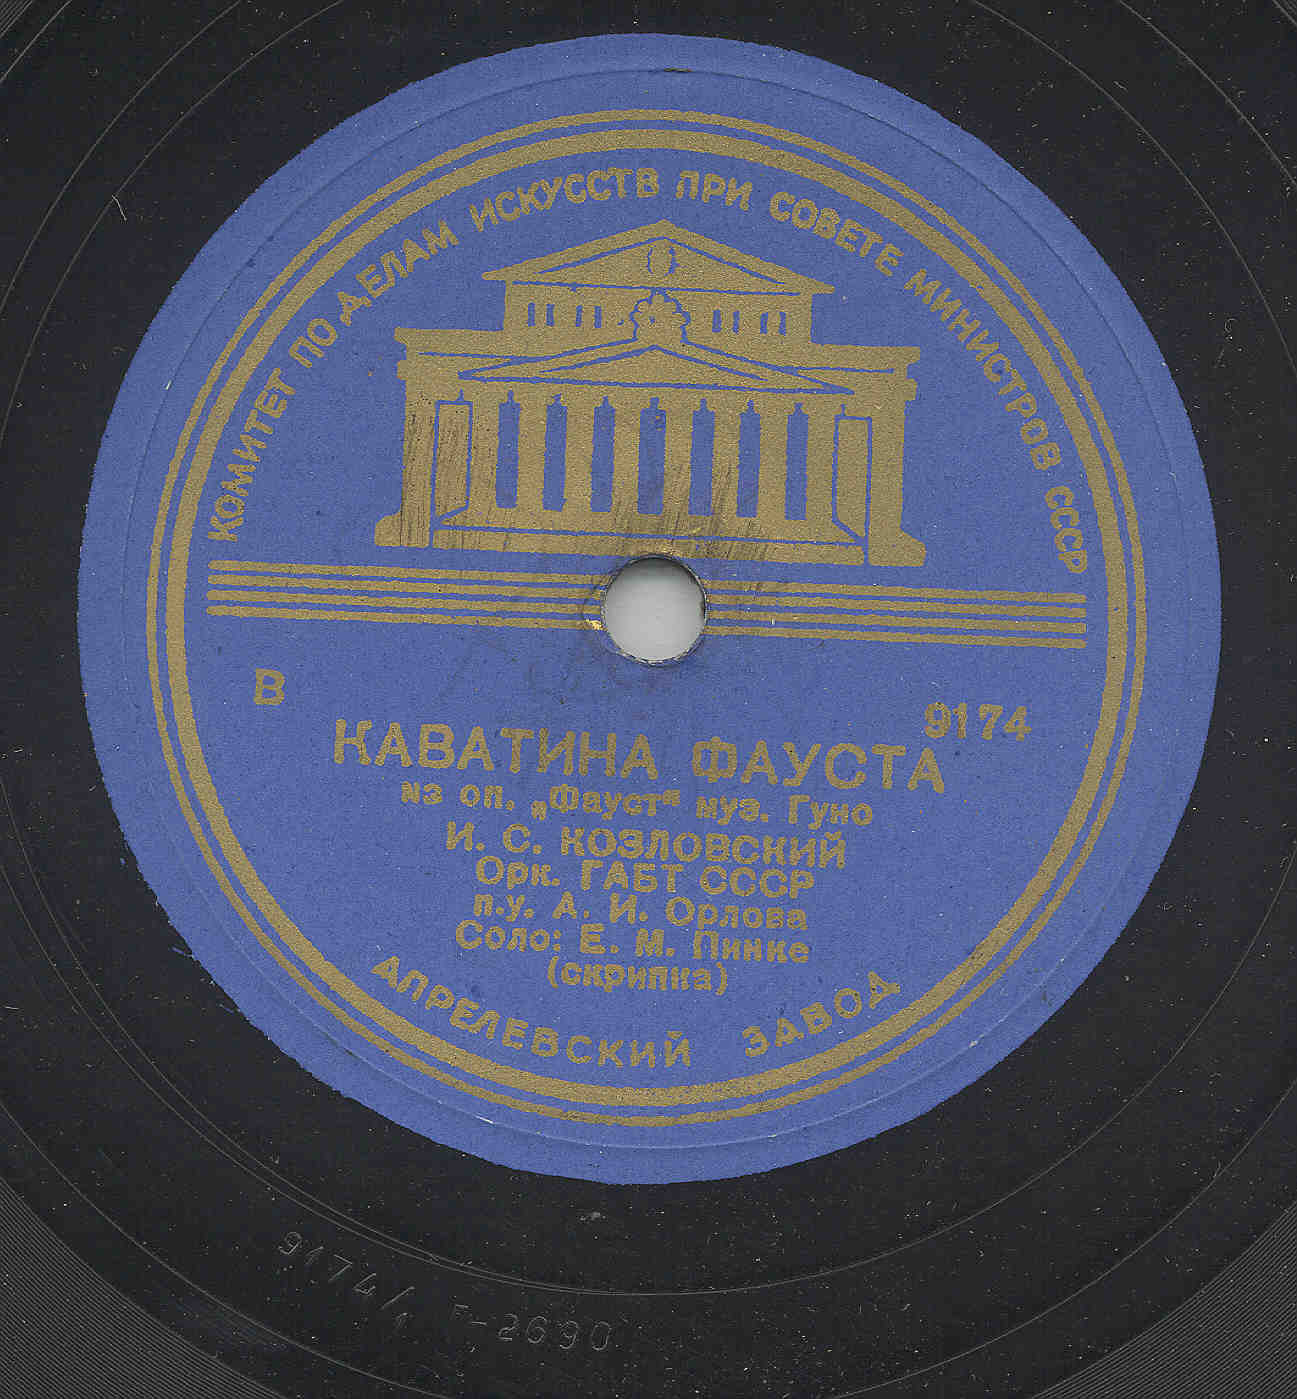 КОМИТЕТ ПО ДЕЛАМ ИСКУССТВ ПРИ СОВЕТЕ МИНИСТРОВ СССР
В 9174
КАВАТИНА ФАУСТА
из оп. „Фауст“ муз. Гуно
И. С. КОЗЛОВСКИЙ
Орк. ГАБТ СССР
п.у. А. И. Орлова
Соло: Е. М. Пинке
(скрипка)
АПРЕЛЕВСКИЙ ЗАВОД
9174/1 Г-2690